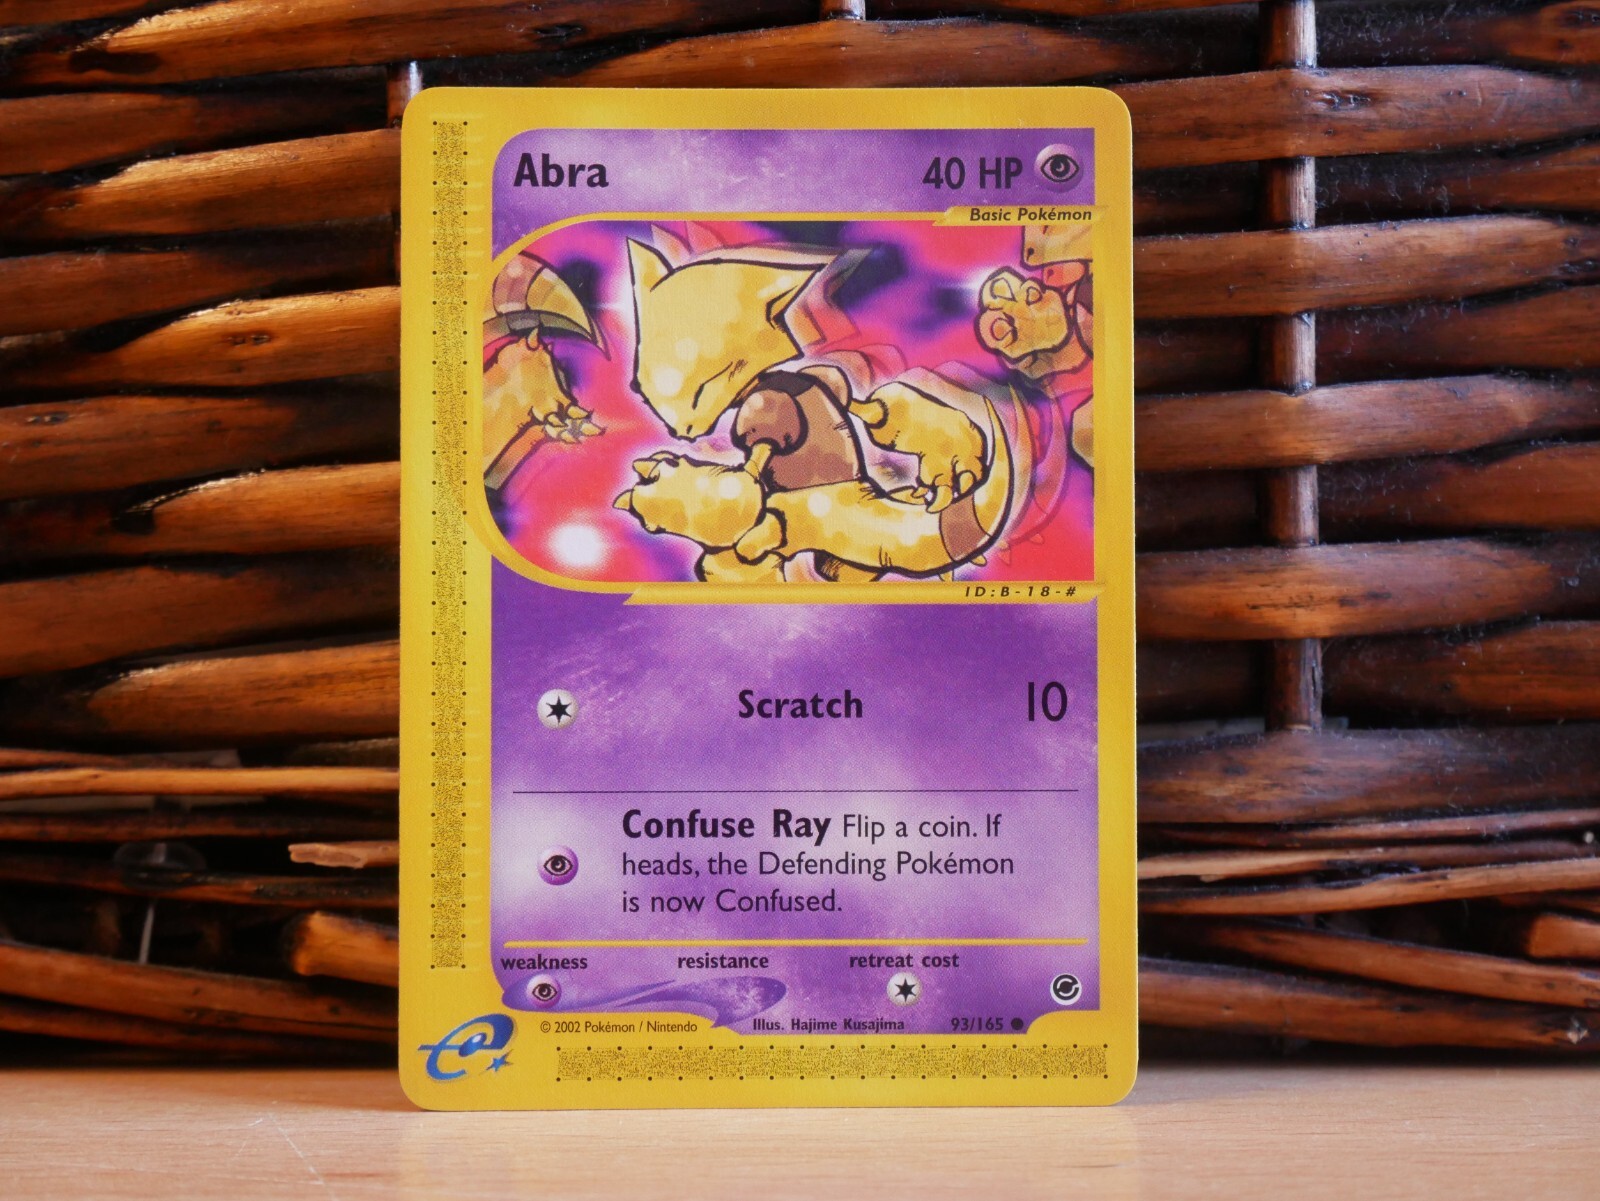 Abra 40 HP
Basic Pokémon
ID:B-18-#
Scratch 10
Confuse Ray Flip a coin. If
heads, the Defending Pokémon
is now Confused.
weakness resistance retreat cost
© 2002 Pokémon / Nintendo Illus. Hajime Kusajima 93/165
e